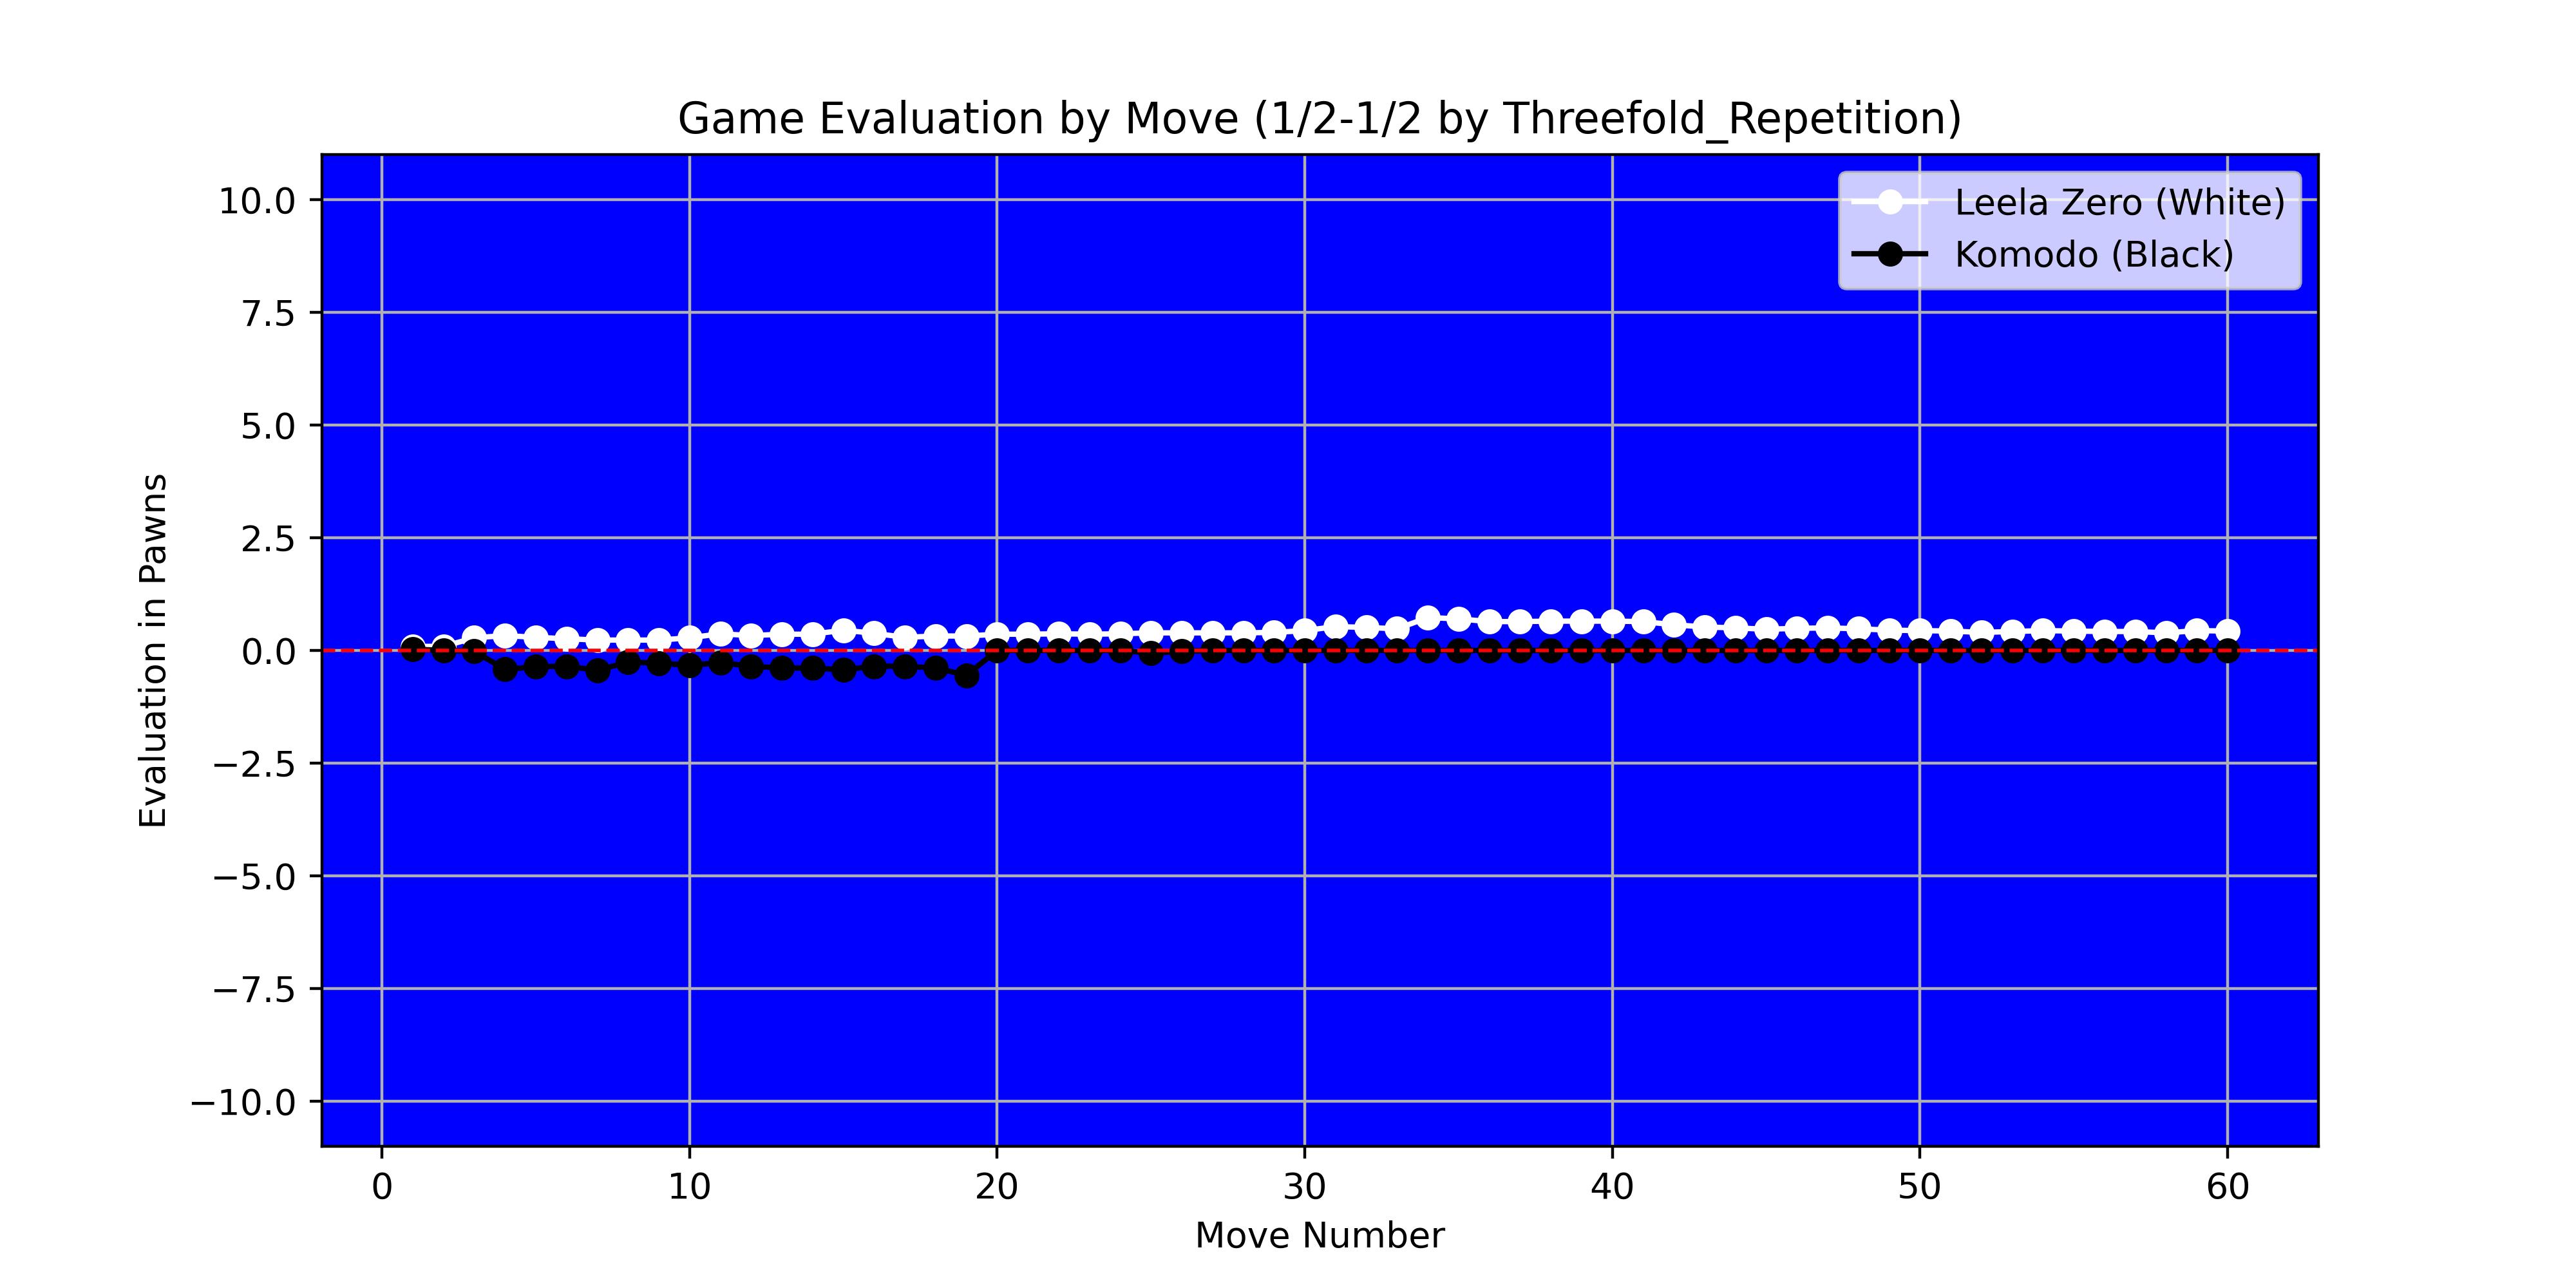 Game Evaluation by Move (1/2-1/2 by Threefold_Repetition)
Leela Zero (White)
Komodo (Black)
Evaluation in Pawns
10.0
7.5
5.0
2.5
0.0
−2.5
−5.0
−7.5
−10.0
0 10 20 30 40 50 60
Move Number